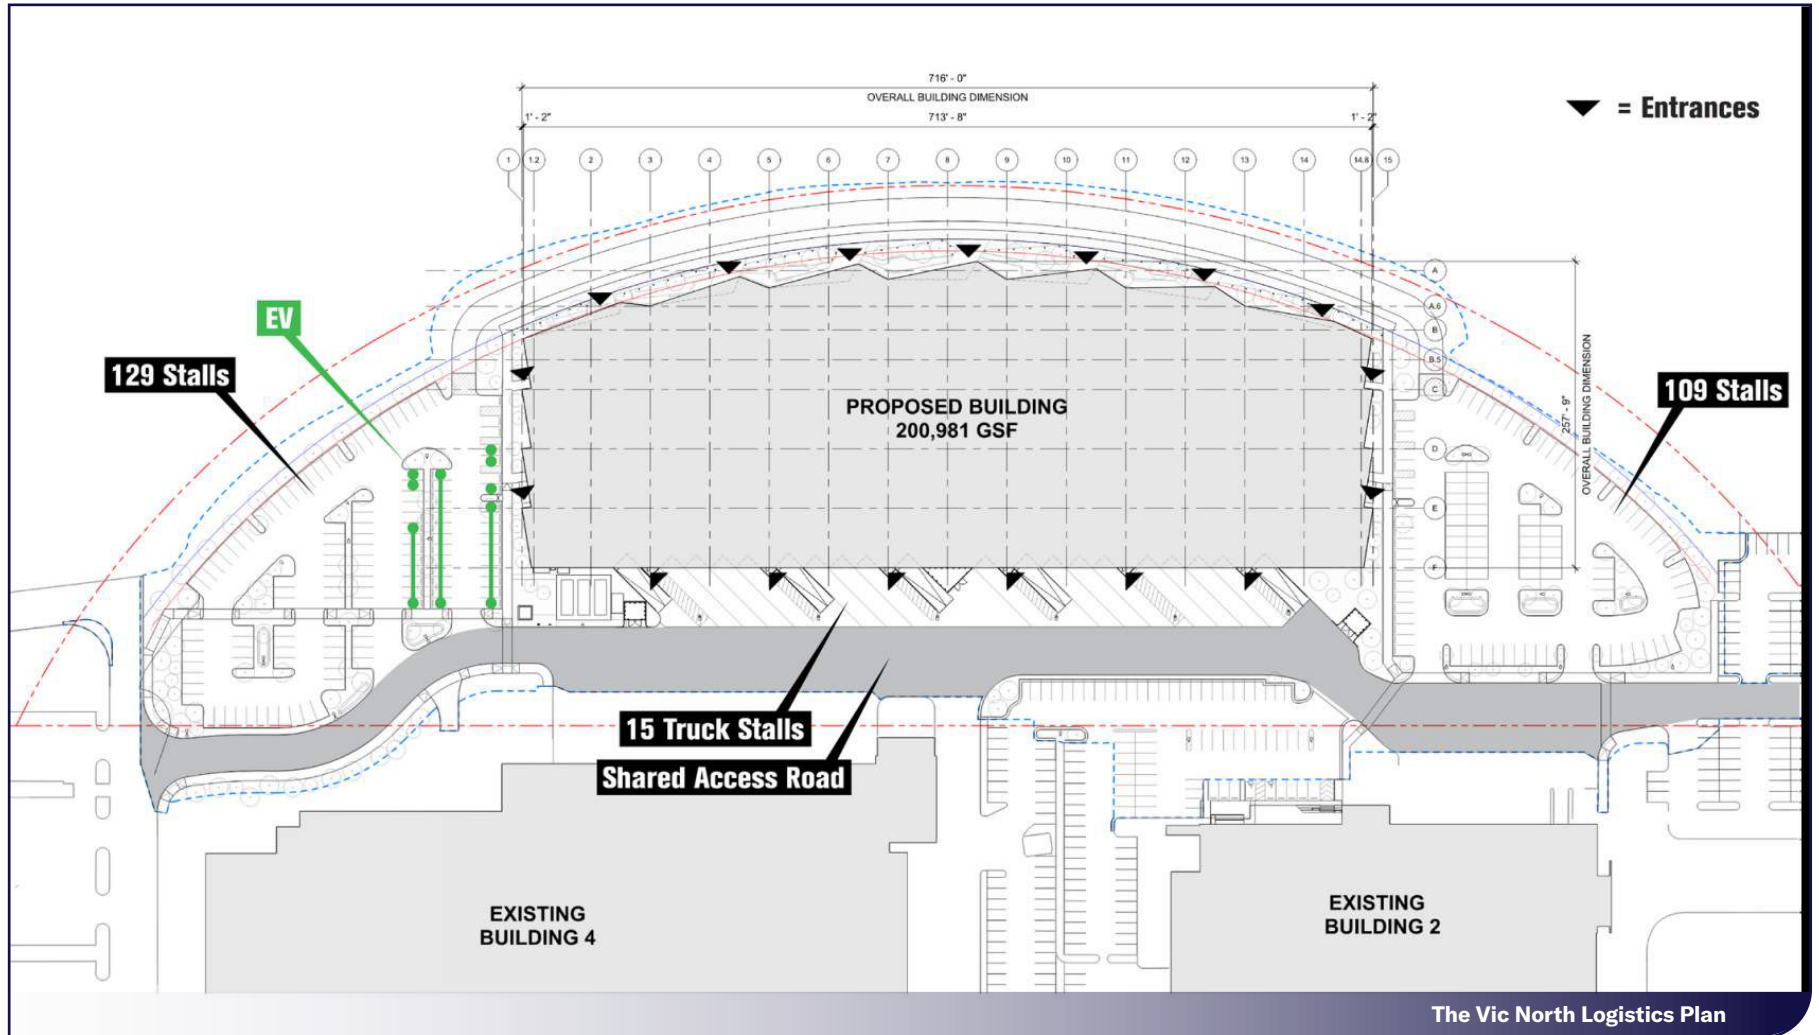 716' - 0"
OVERALL BUILDING DIMENSION
1' - 2"
713' - 8"
1' - 2"
= Entrances
1
1.2
2
3
4
5
6
7
8
9
10
11
12
13
14
14.8
15
A
A.6
B
B.5
C
D
E
F
257' - 9"
OVERALL BUILDING DIMENSION
EV
129 Stalls
109 Stalls
PROPOSED BUILDING
200,981 GSF
15 Truck Stalls
Shared Access Road
EXISTING
BUILDING 4
EXISTING
BUILDING 2
The Vic North Logistics Plan